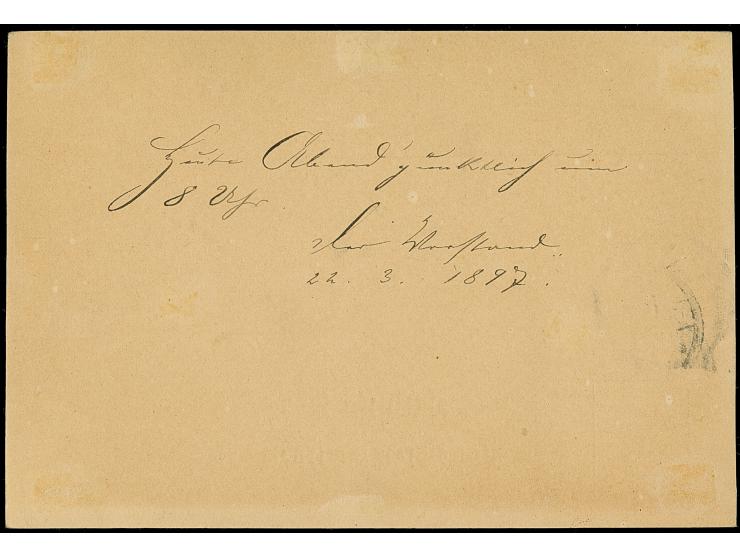 Heute Abend pünktlich um
8 Uhr
Der Vorstand.
22. 3. 1897.